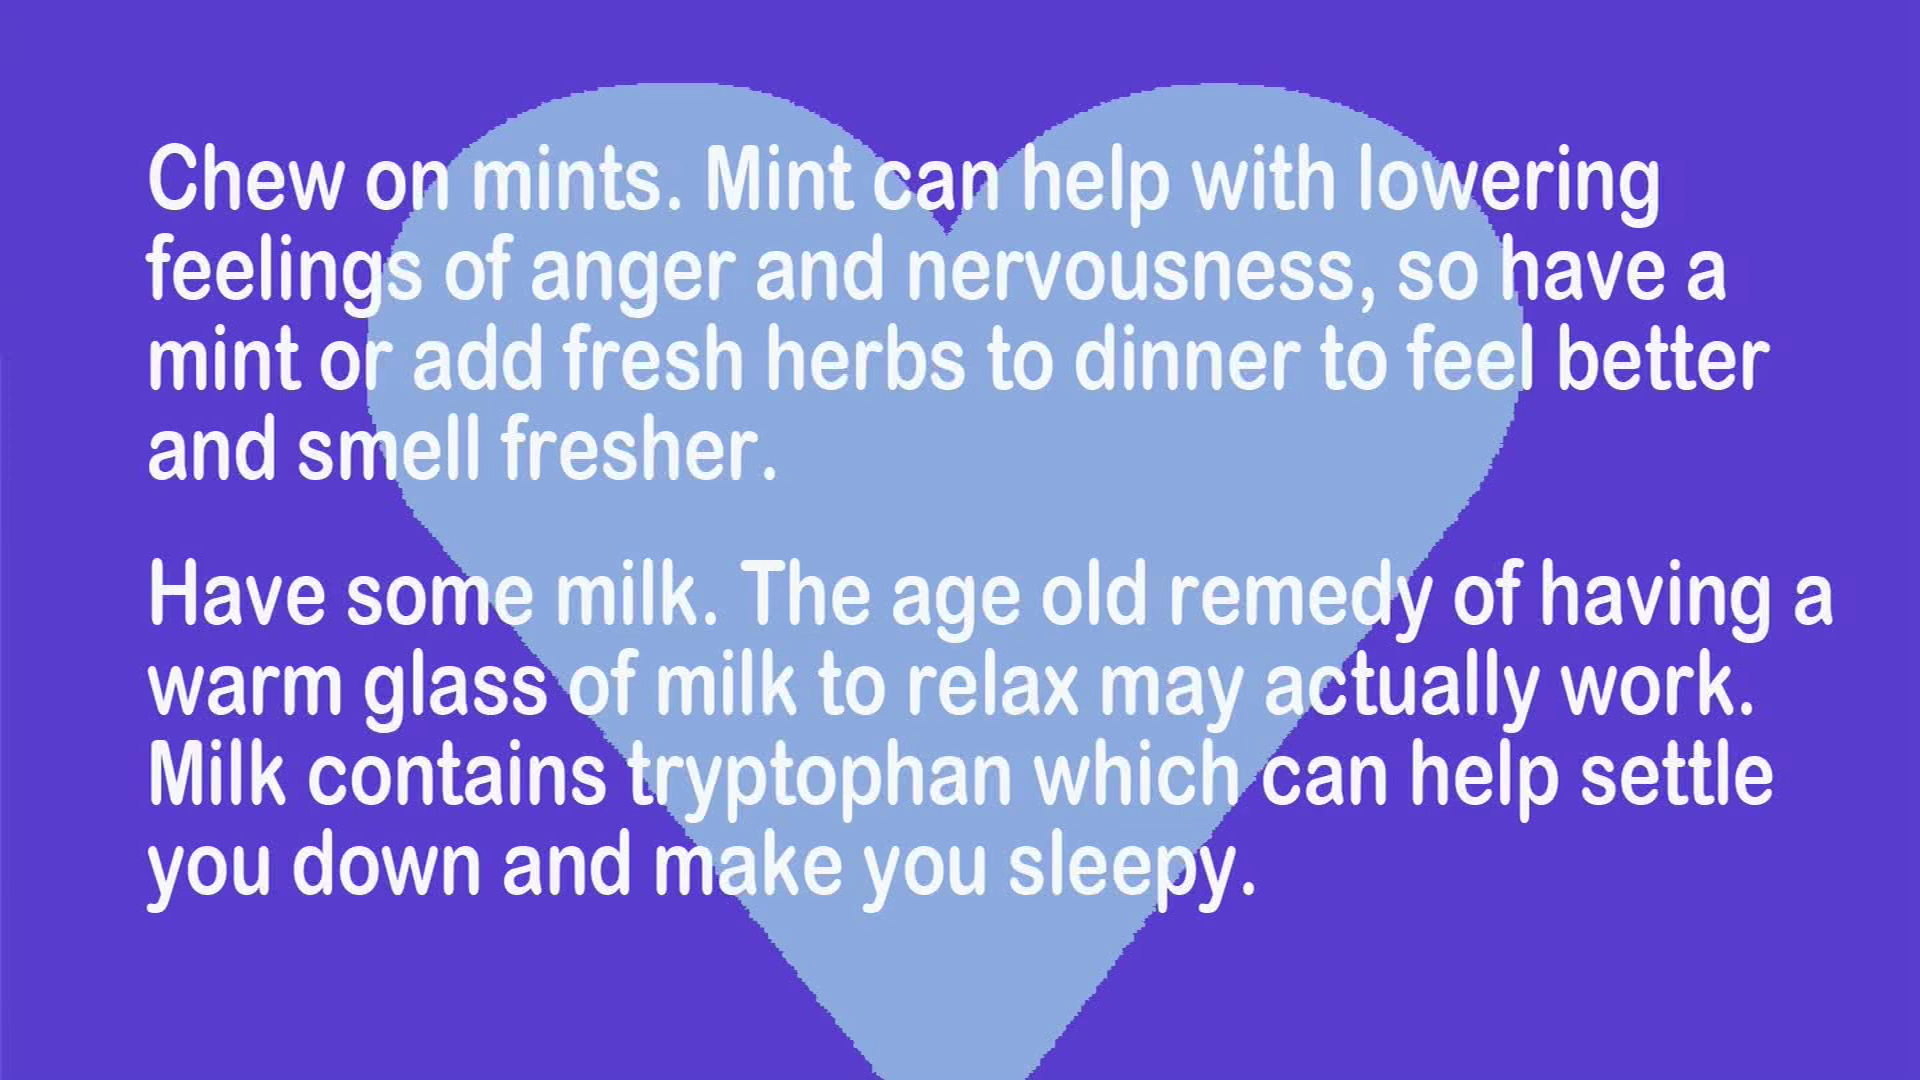 Chew on mints. Mint can help with lowering
feelings of anger and nervousness, so have a
mint or add fresh herbs to dinner to feel better
and smell fresher.
Have some milk. The age old remedy of having a
warm glass of milk to relax may actually work.
Milk contains tryptophan which can help settle
you down and make you sleepy.